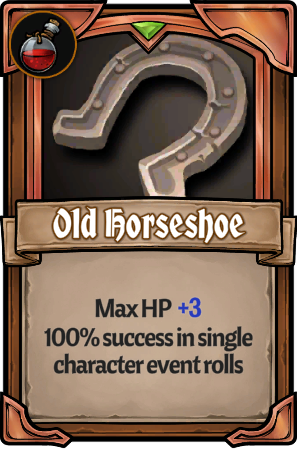 Old Horseshoe
Max HP +3
100% success in single
character event rolls